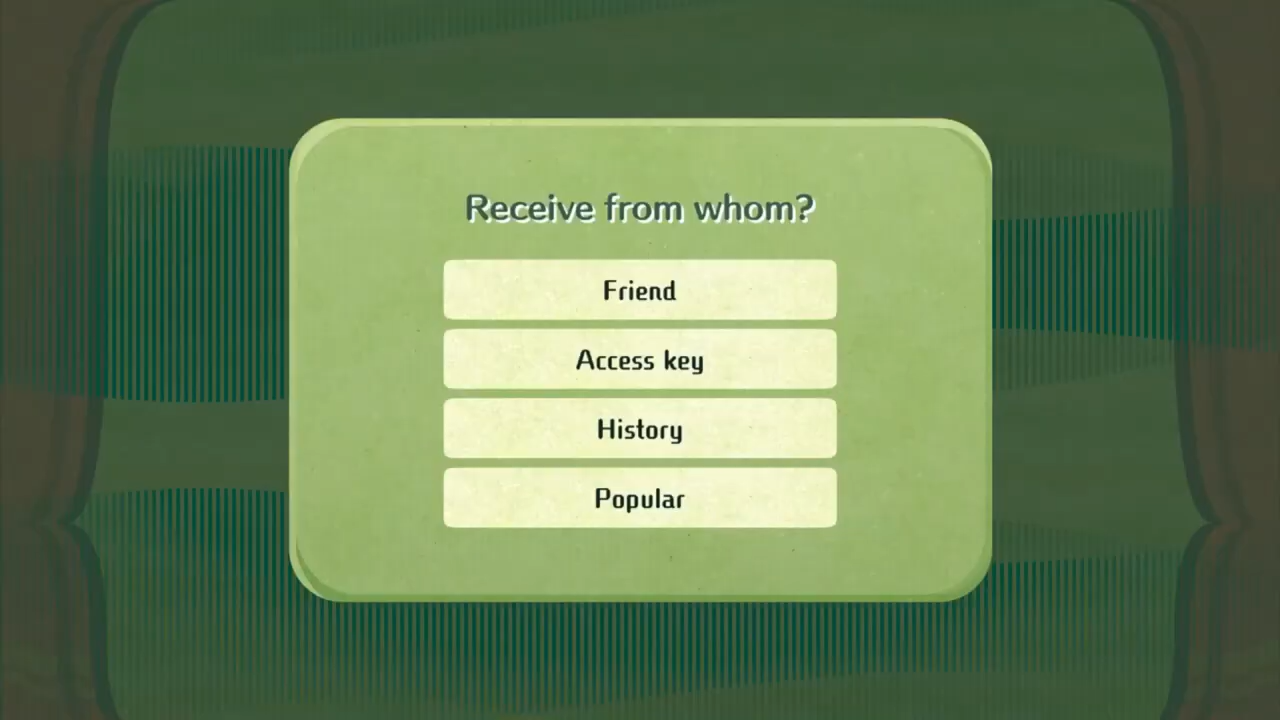 Receive from whom?
Friend
Access key
History
Popular